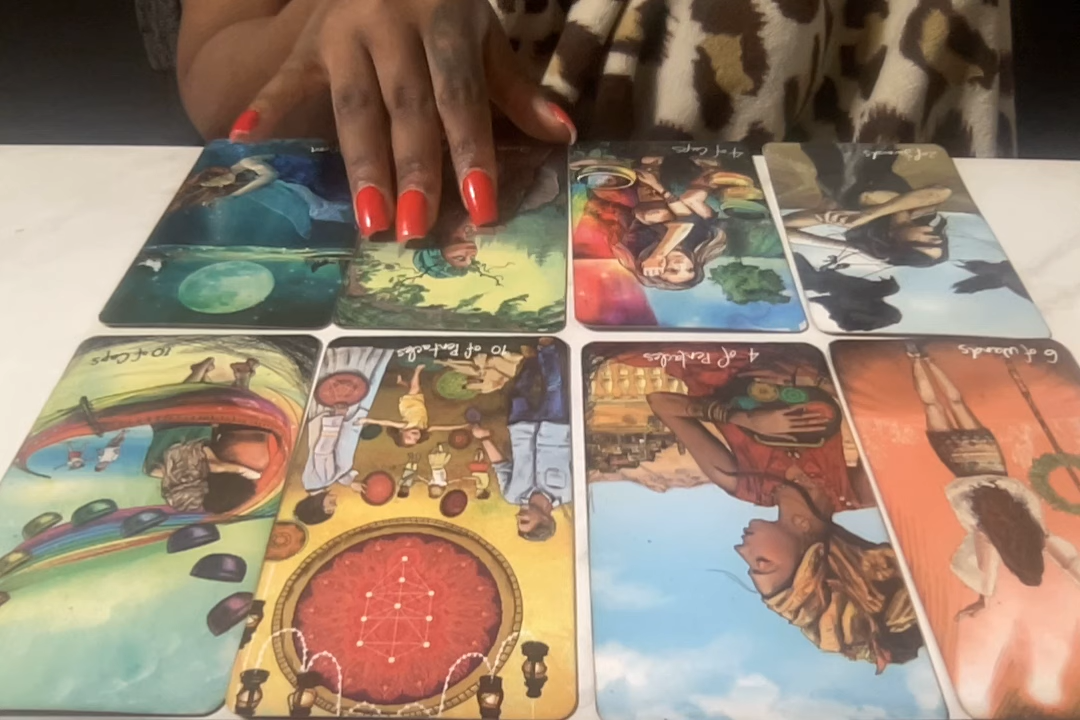 4 of Cups
10 of Cups
10 of Pentacles
4 of Pentacles
6 of Wands